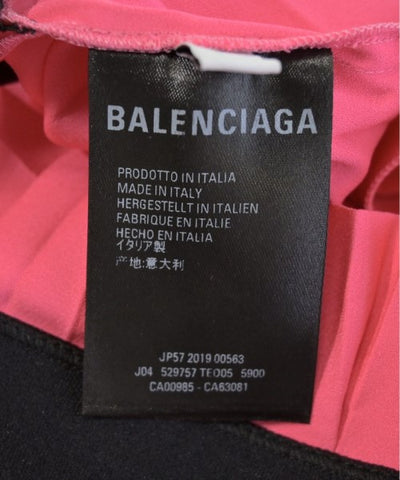 BALENCIAGA
PRODOTTO IN ITALIA
MADE IN ITALY
HERGESTELLT IN ITALIEN
FABRIQUE EN ITALIE
HECHO EN ITALIA
イタリア製
产地:意大利
JP57 2019 00563
J04 529757 TEO05 5900
CA00985 - CA63081